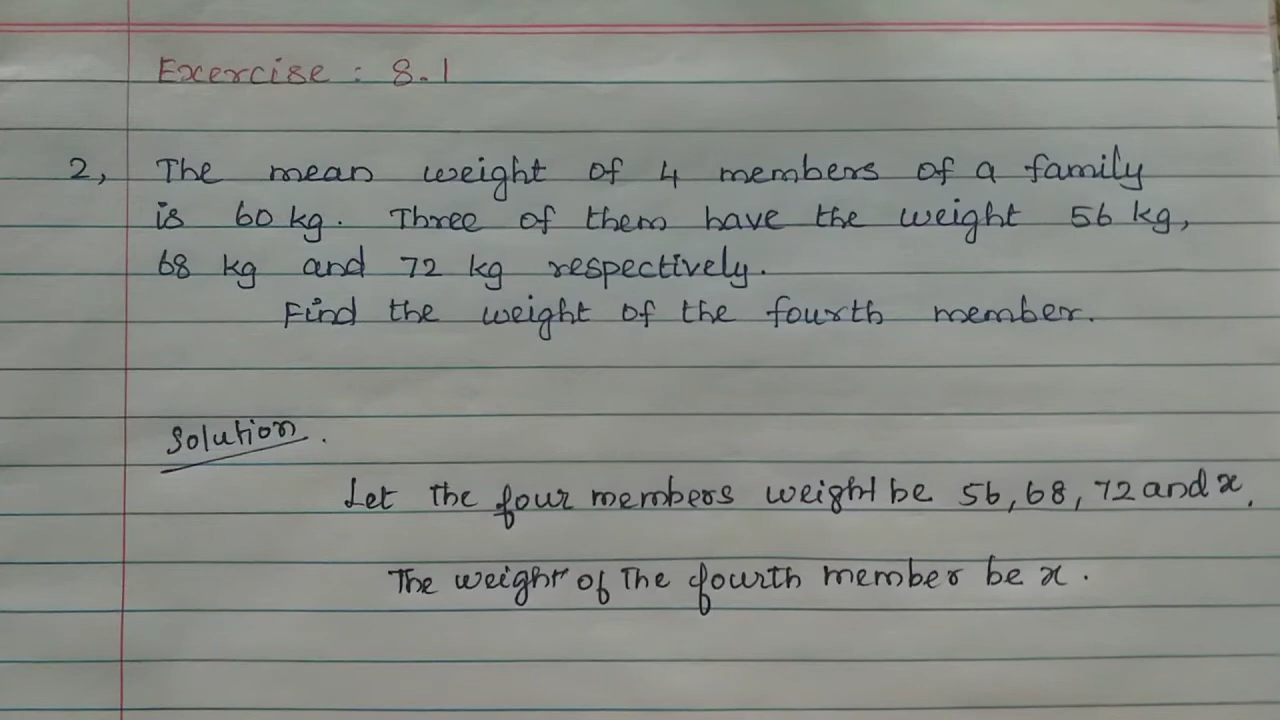 Exercise : 8.1
2, The mean weight of 4 members of a family
is 60 kg. Three of them have the weight 56 kg,
68 kg and 72 kg respectively.
Find the weight of the fourth member.
Solution.
Let the four members weight be 56, 68, 72 and x.
The weight of The fourth member be x.